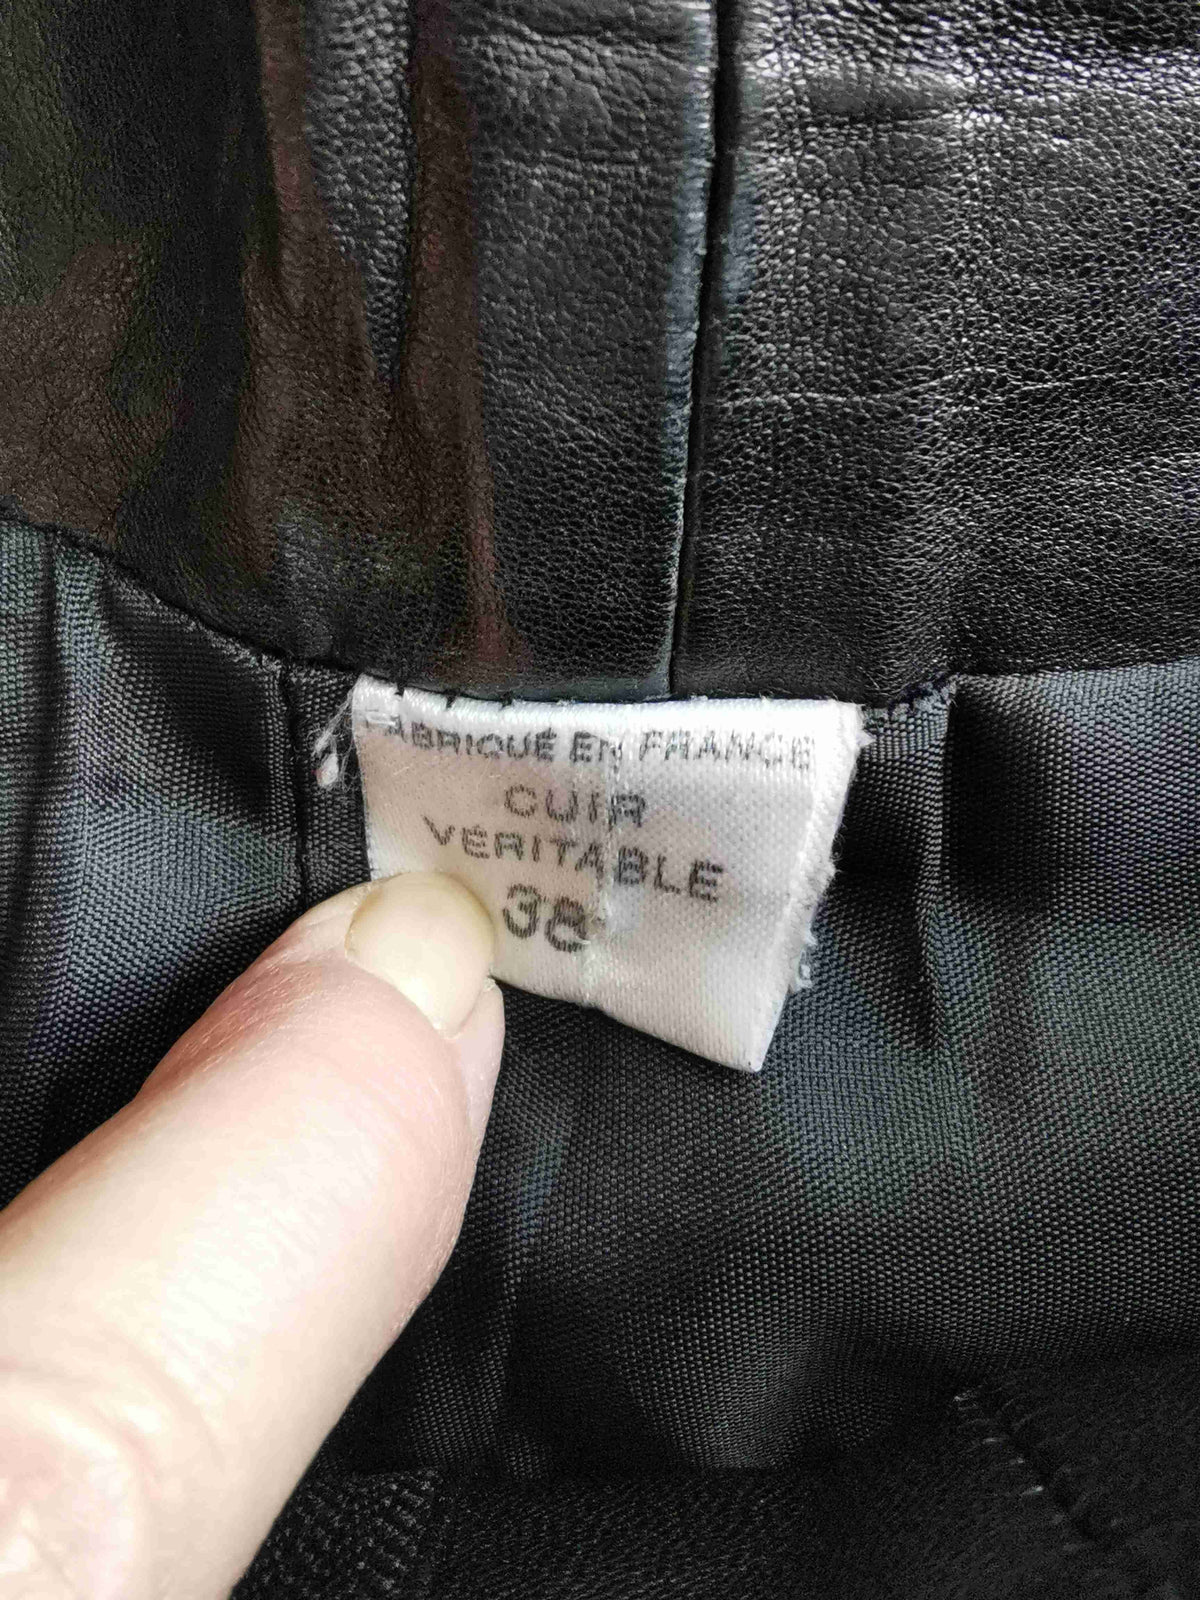 FABRIQUÉ EN FRANCE
CUIR
VÉRITABLE
38